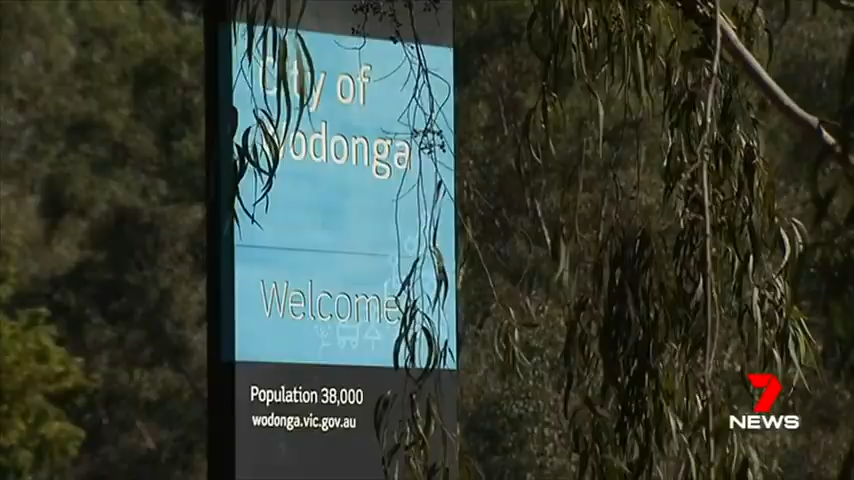 City of
Wodonga
Welcome
Population 38,000
wodonga.vic.gov.au
7
NEWS